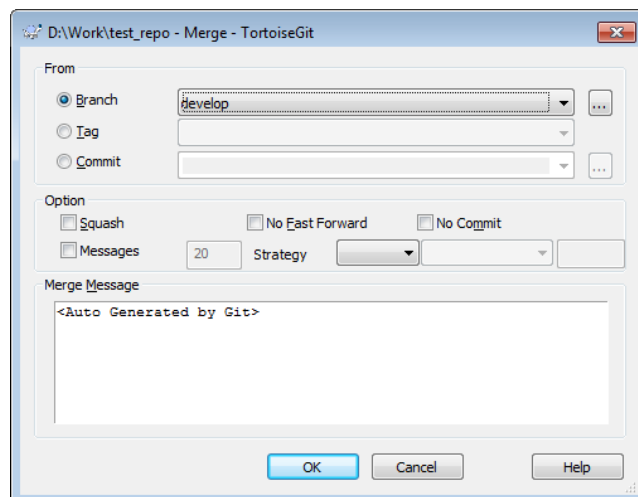 D:\Work\test_repo - Merge - TortoiseGit
From
Branch develop ...
Tag
Commit ...
Option
Squash No Fast Forward No Commit
Messages 20 Strategy
Merge Message
<Auto Generated by Git>
OK Cancel Help